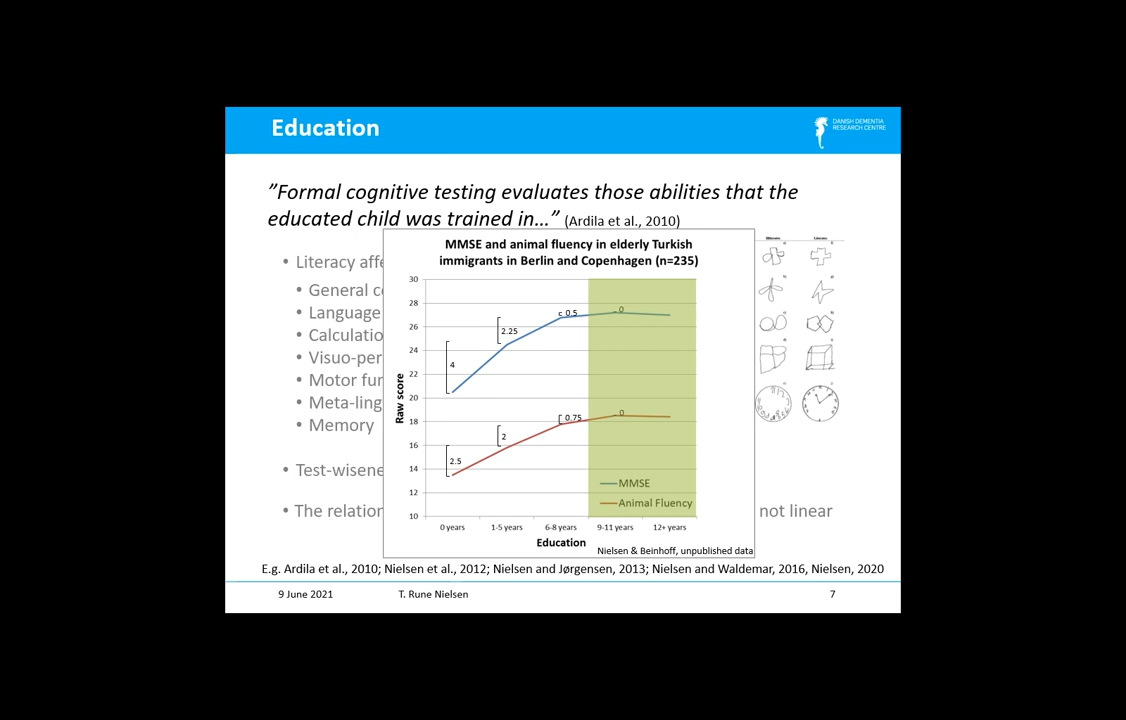 Education
DANISH DEMENTIA
RESEARCH CENTRE
”Formal cognitive testing evaluates those abilities that the
educated child was trained in…” (Ardila et al., 2010)
• Literacy affe
• General c
• Language
• Calculatio
• Visuo-per
• Motor fur
• Meta-ling
• Memory
• Test-wisene
• The relation
not linear
MMSE and animal fluency in elderly Turkish
immigrants in Berlin and Copenhagen (n=235)
Raw score
30
28
26
24
22
20
18
16
14
12
10
4
2.25
0.5
0
2.5
2
0.75
0
MMSE
Animal Fluency
0 years
1-5 years
6-8 years
9-11 years
12+ years
Education
Nielsen & Beinhoff, unpublished data
E.g. Ardila et al., 2010; Nielsen et al., 2012; Nielsen and Jørgensen, 2013; Nielsen and Waldemar, 2016, Nielsen, 2020
9 June 2021
T. Rune Nielsen
7